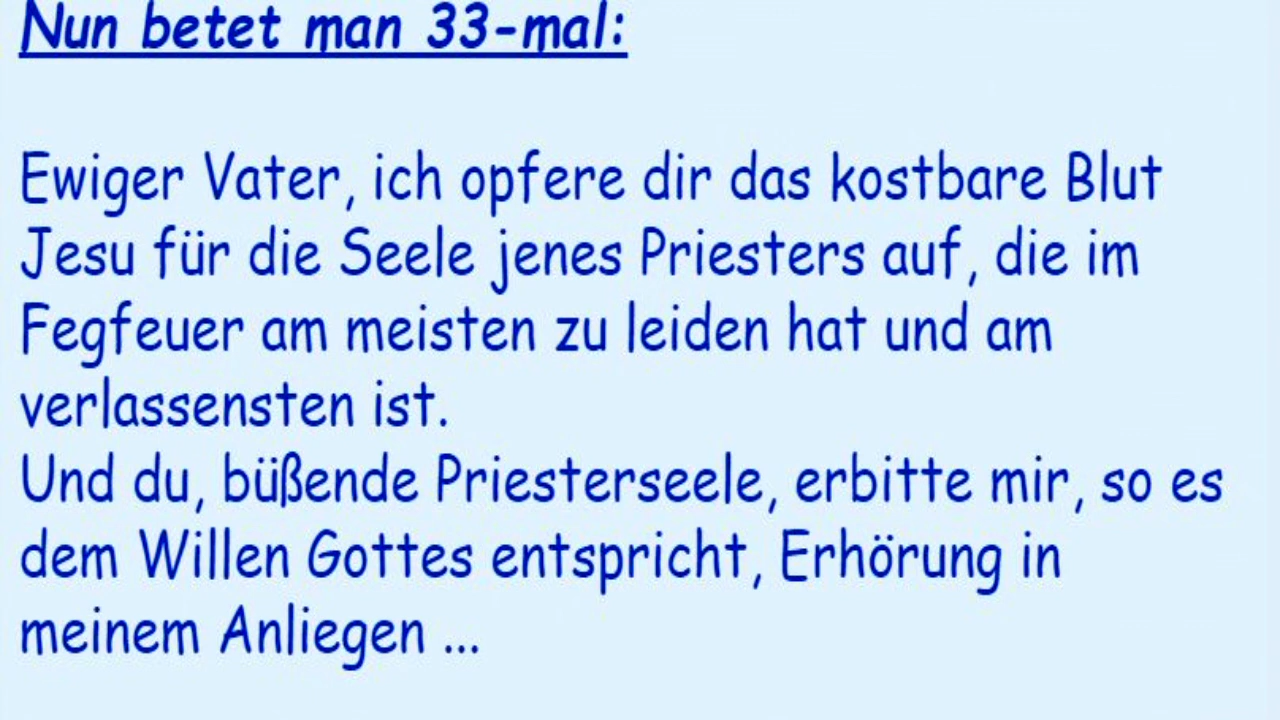 Nun betet man 33-mal:
Ewiger Vater, ich opfere dir das kostbare Blut
Jesu für die Seele jenes Priesters auf, die im
Fegfeuer am meisten zu leiden hat und am
verlassensten ist.
Und du, büßende Priesterseele, erbitte mir, so es
dem Willen Gottes entspricht, Erhörung in
meinem Anliegen ...